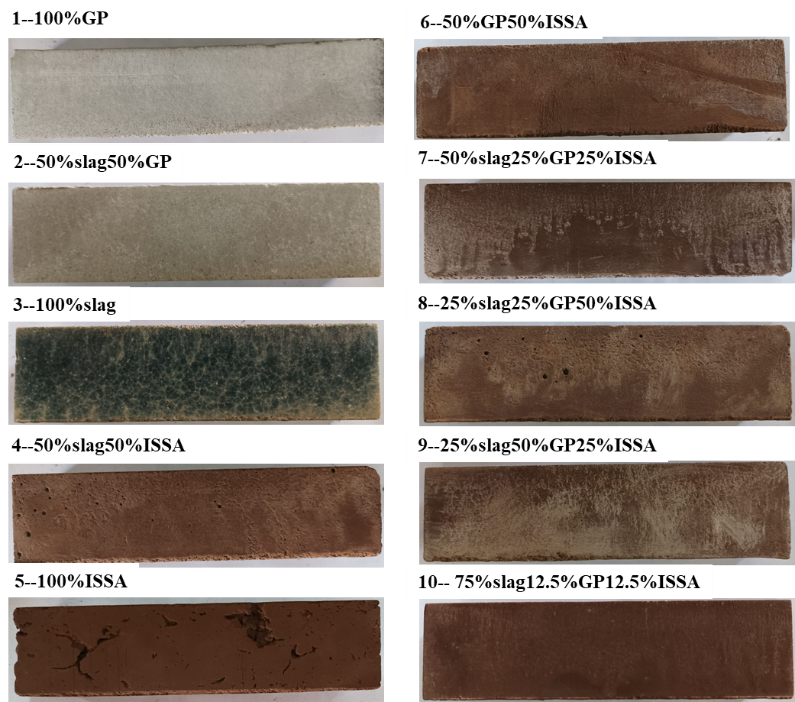 1--100%GP
2--50%slag50%GP
3--100%slag
4--50%slag50%ISSA
5--100%ISSA
6--50%GP50%ISSA
7--50%slag25%GP25%ISSA
8--25%slag25%GP50%ISSA
9--25%slag50%GP25%ISSA
10-- 75%slag12.5%GP12.5%ISSA